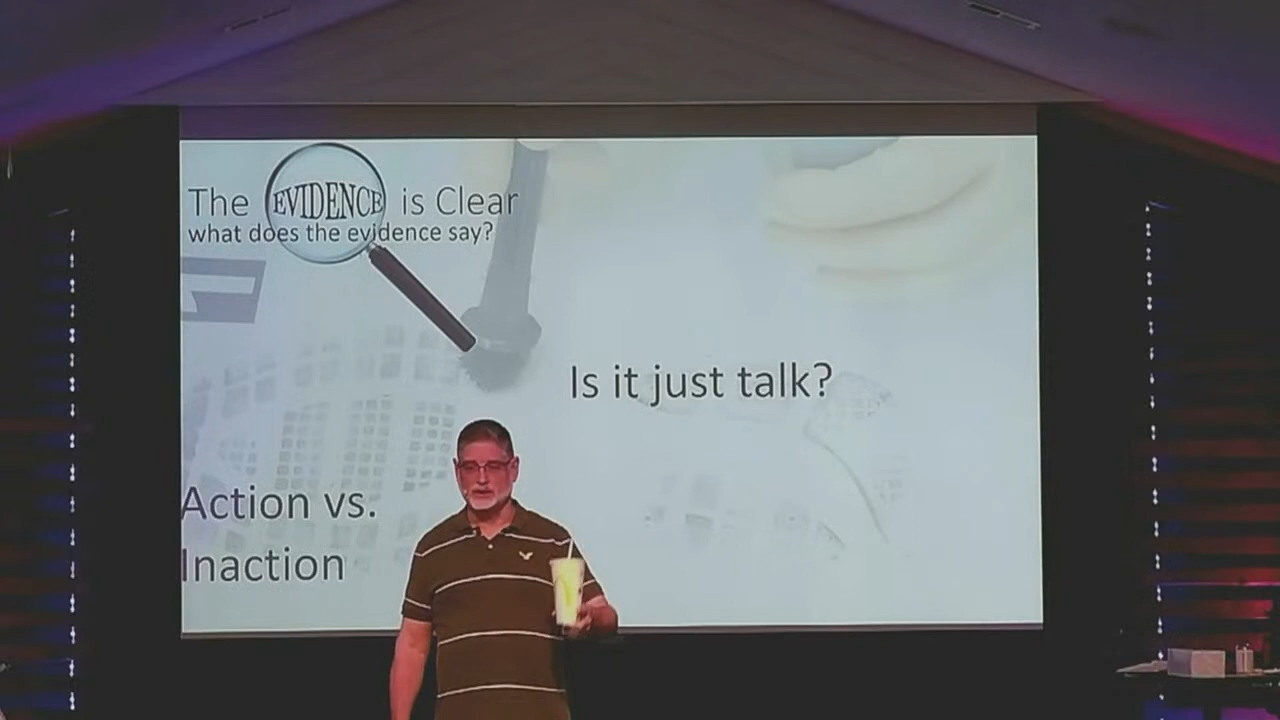 The EVIDENCE is Clear
what does the evidence say?
Is it just talk?
Action vs.
Inaction